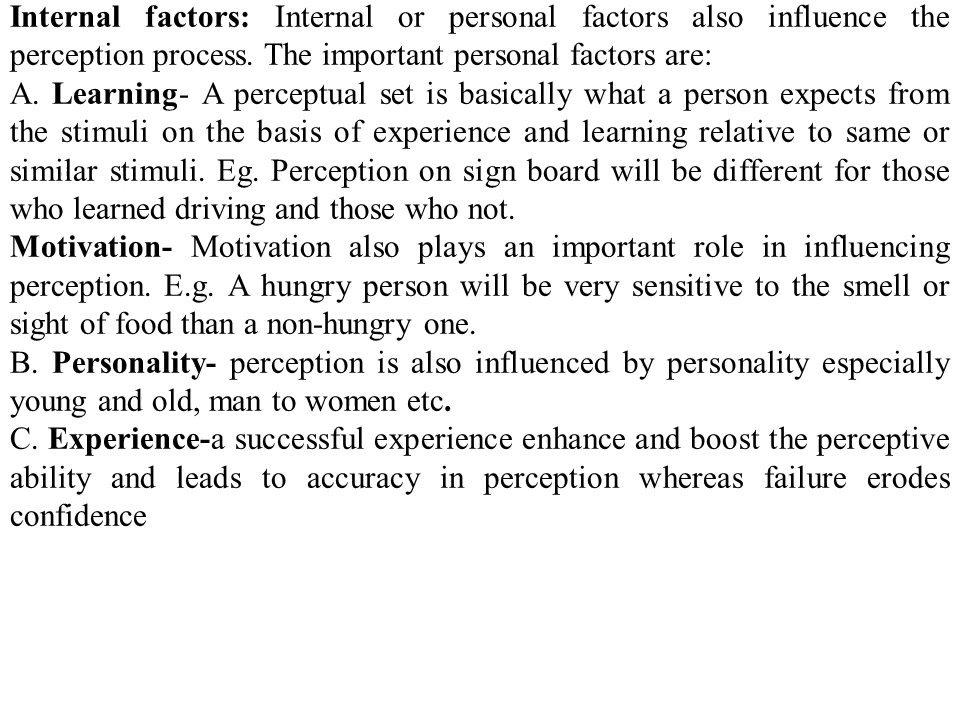 Internal factors: Internal or personal factors also influence the
perception process. The important personal factors are:
A. Learning- A perceptual set is basically what a person expects from
the stimuli on the basis of experience and learning relative to same or
similar stimuli. Eg. Perception on sign board will be different for those
who learned driving and those who not.
Motivation- Motivation also plays an important role in influencing
perception. E.g. A hungry person will be very sensitive to the smell or
sight of food than a non-hungry one.
B. Personality- perception is also influenced by personality especially
young and old, man to women etc.
C. Experience-a successful experience enhance and boost the perceptive
ability and leads to accuracy in perception whereas failure erodes
confidence